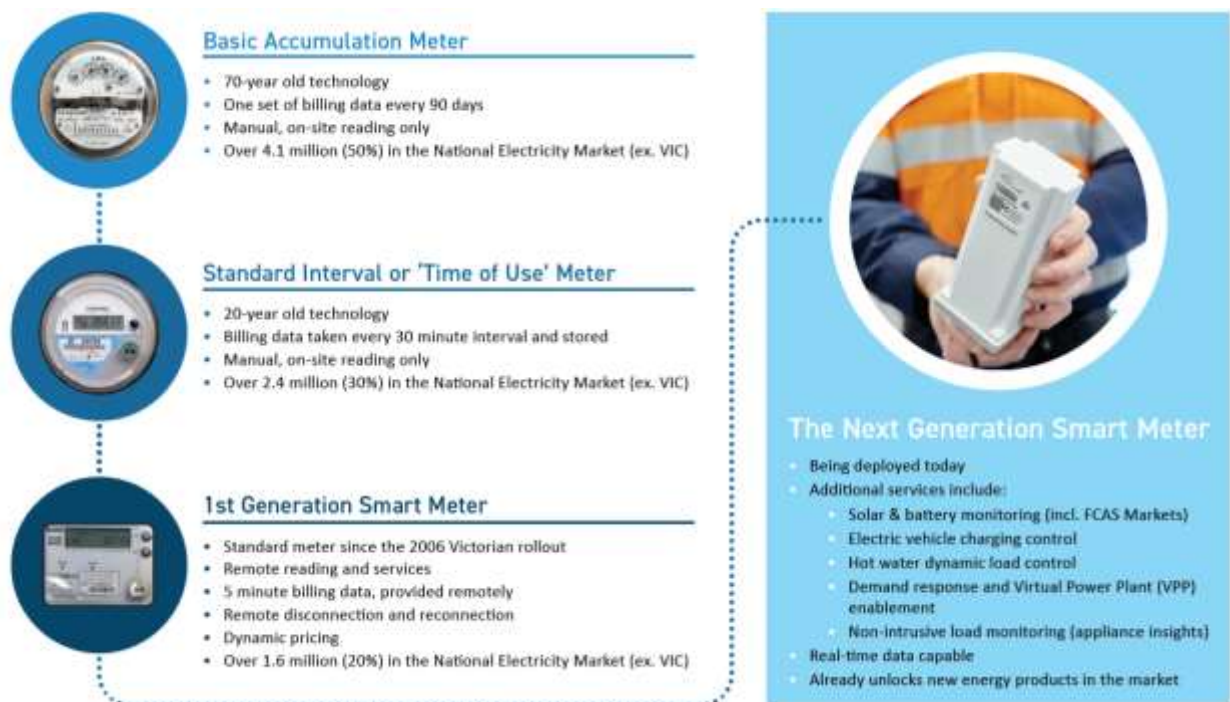 Basic Accumulation Meter
• 70-year old technology
• One set of billing data every 90 days
• Manual, on-site reading only
• Over 4.1 million (50%) in the National Electricity Market (ex. VIC)
Standard Interval or ‘Time of Use’ Meter
• 20-year old technology
• Billing data taken every 30 minute interval and stored
• Manual, on-site reading only
• Over 2.4 million (30%) in the National Electricity Market (ex. VIC)
1st Generation Smart Meter
• Standard meter since the 2006 Victorian rollout
• Remote reading and services
• 5 minute billing data, provided remotely
• Remote disconnection and reconnection
• Dynamic pricing
• Over 1.6 million (20%) in the National Electricity Market (ex. VIC)
The Next Generation Smart Meter
• Being deployed today
• Additional services include:
• Solar & battery monitoring (incl. FCAS Markets)
• Electric vehicle charging control
• Hot water dynamic load control
• Demand response and Virtual Power Plant (VPP)
enablement
• Non-intrusive load monitoring (appliance insights)
• Real-time data capable
• Already unlocks new energy products in the market